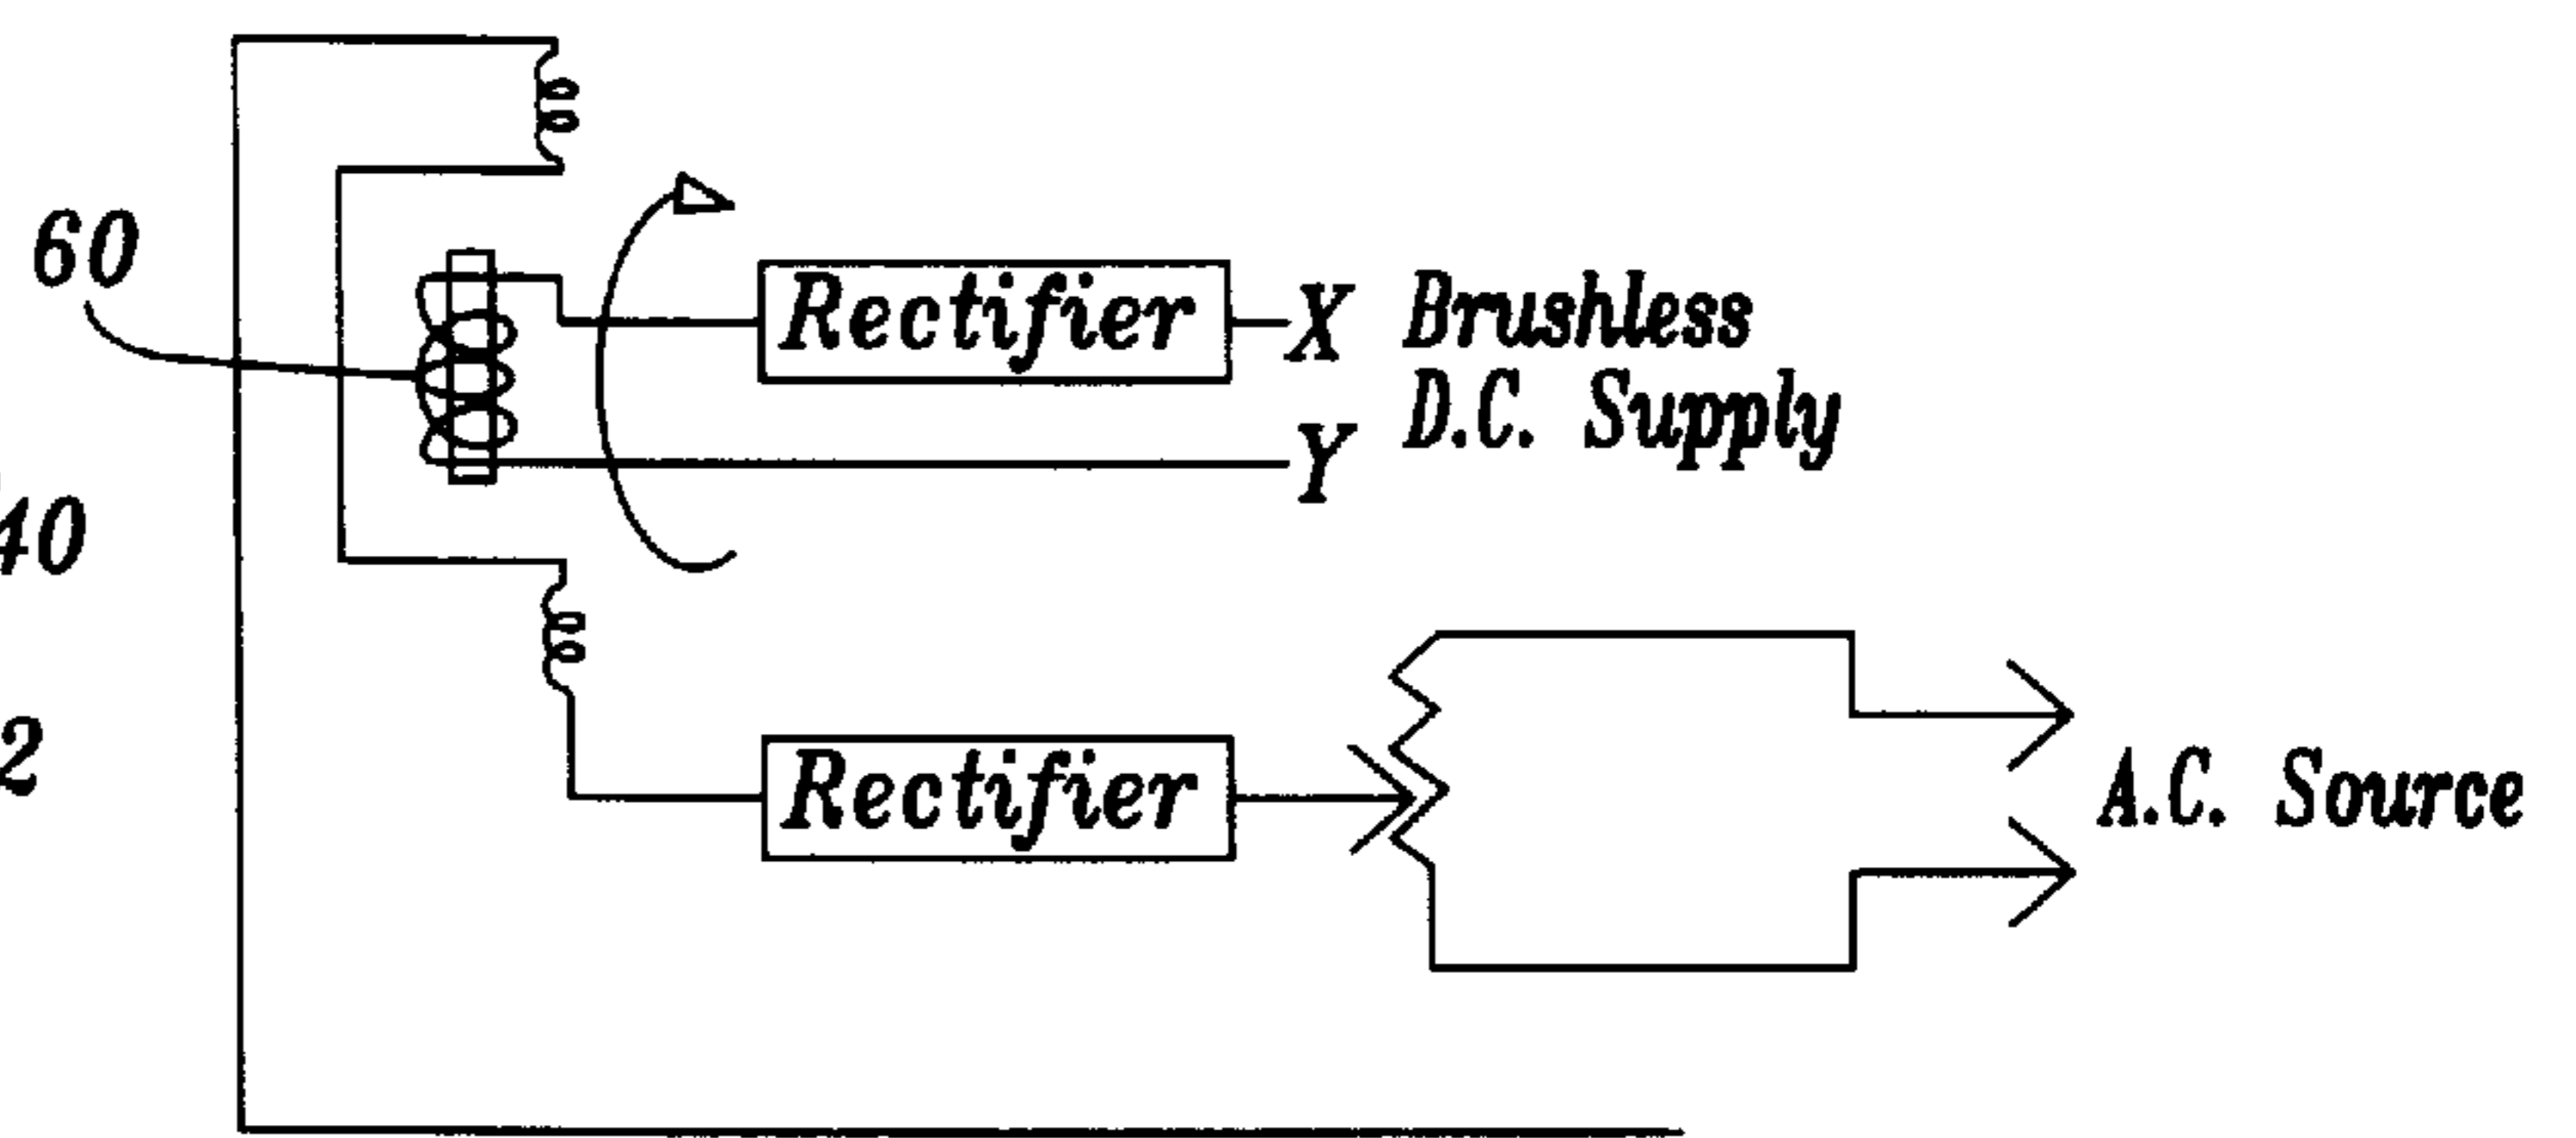 60
Rectifier
X Brushless
D.C. Supply
Y
40
2
Rectifier
A.C. Source